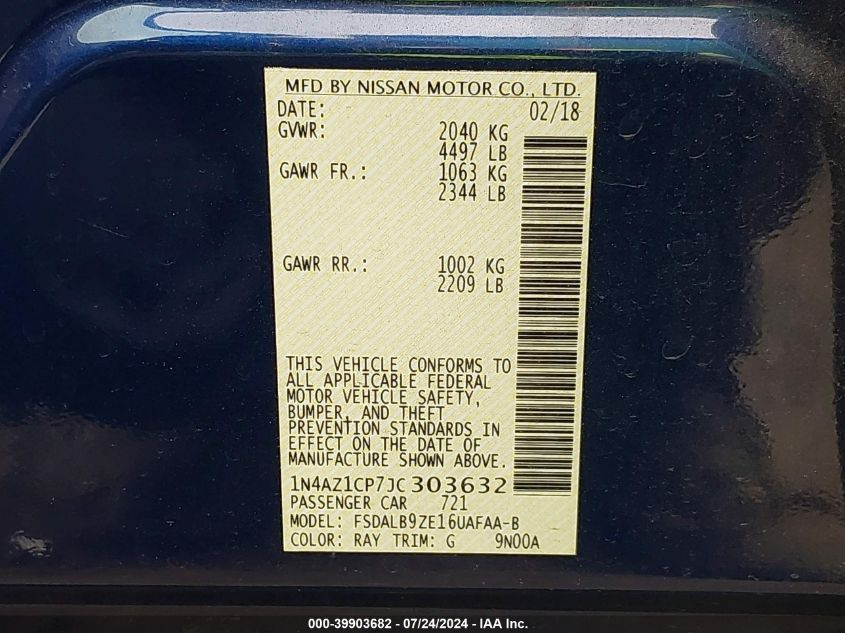 MFD BY NISSAN MOTOR CO., LTD.
DATE: 02/18
GVWR: 2040 KG
4497 LB
GAWR FR.: 1063 KG
2344 LB
GAWR RR.: 1002 KG
2209 LB
THIS VEHICLE CONFORMS TO
ALL APPLICABLE FEDERAL
MOTOR VEHICLE SAFETY,
BUMPER, AND THEFT
PREVENTION STANDARDS IN
EFFECT ON THE DATE OF
MANUFACTURE SHOWN ABOVE.
1N4AZ1CP7JC303632
PASSENGER CAR 721
MODEL: FSDALB9ZE16UAFAA-B
COLOR: RAY TRIM: G 9N00A
000-39903682 - 07/24/2024 - IAA Inc.